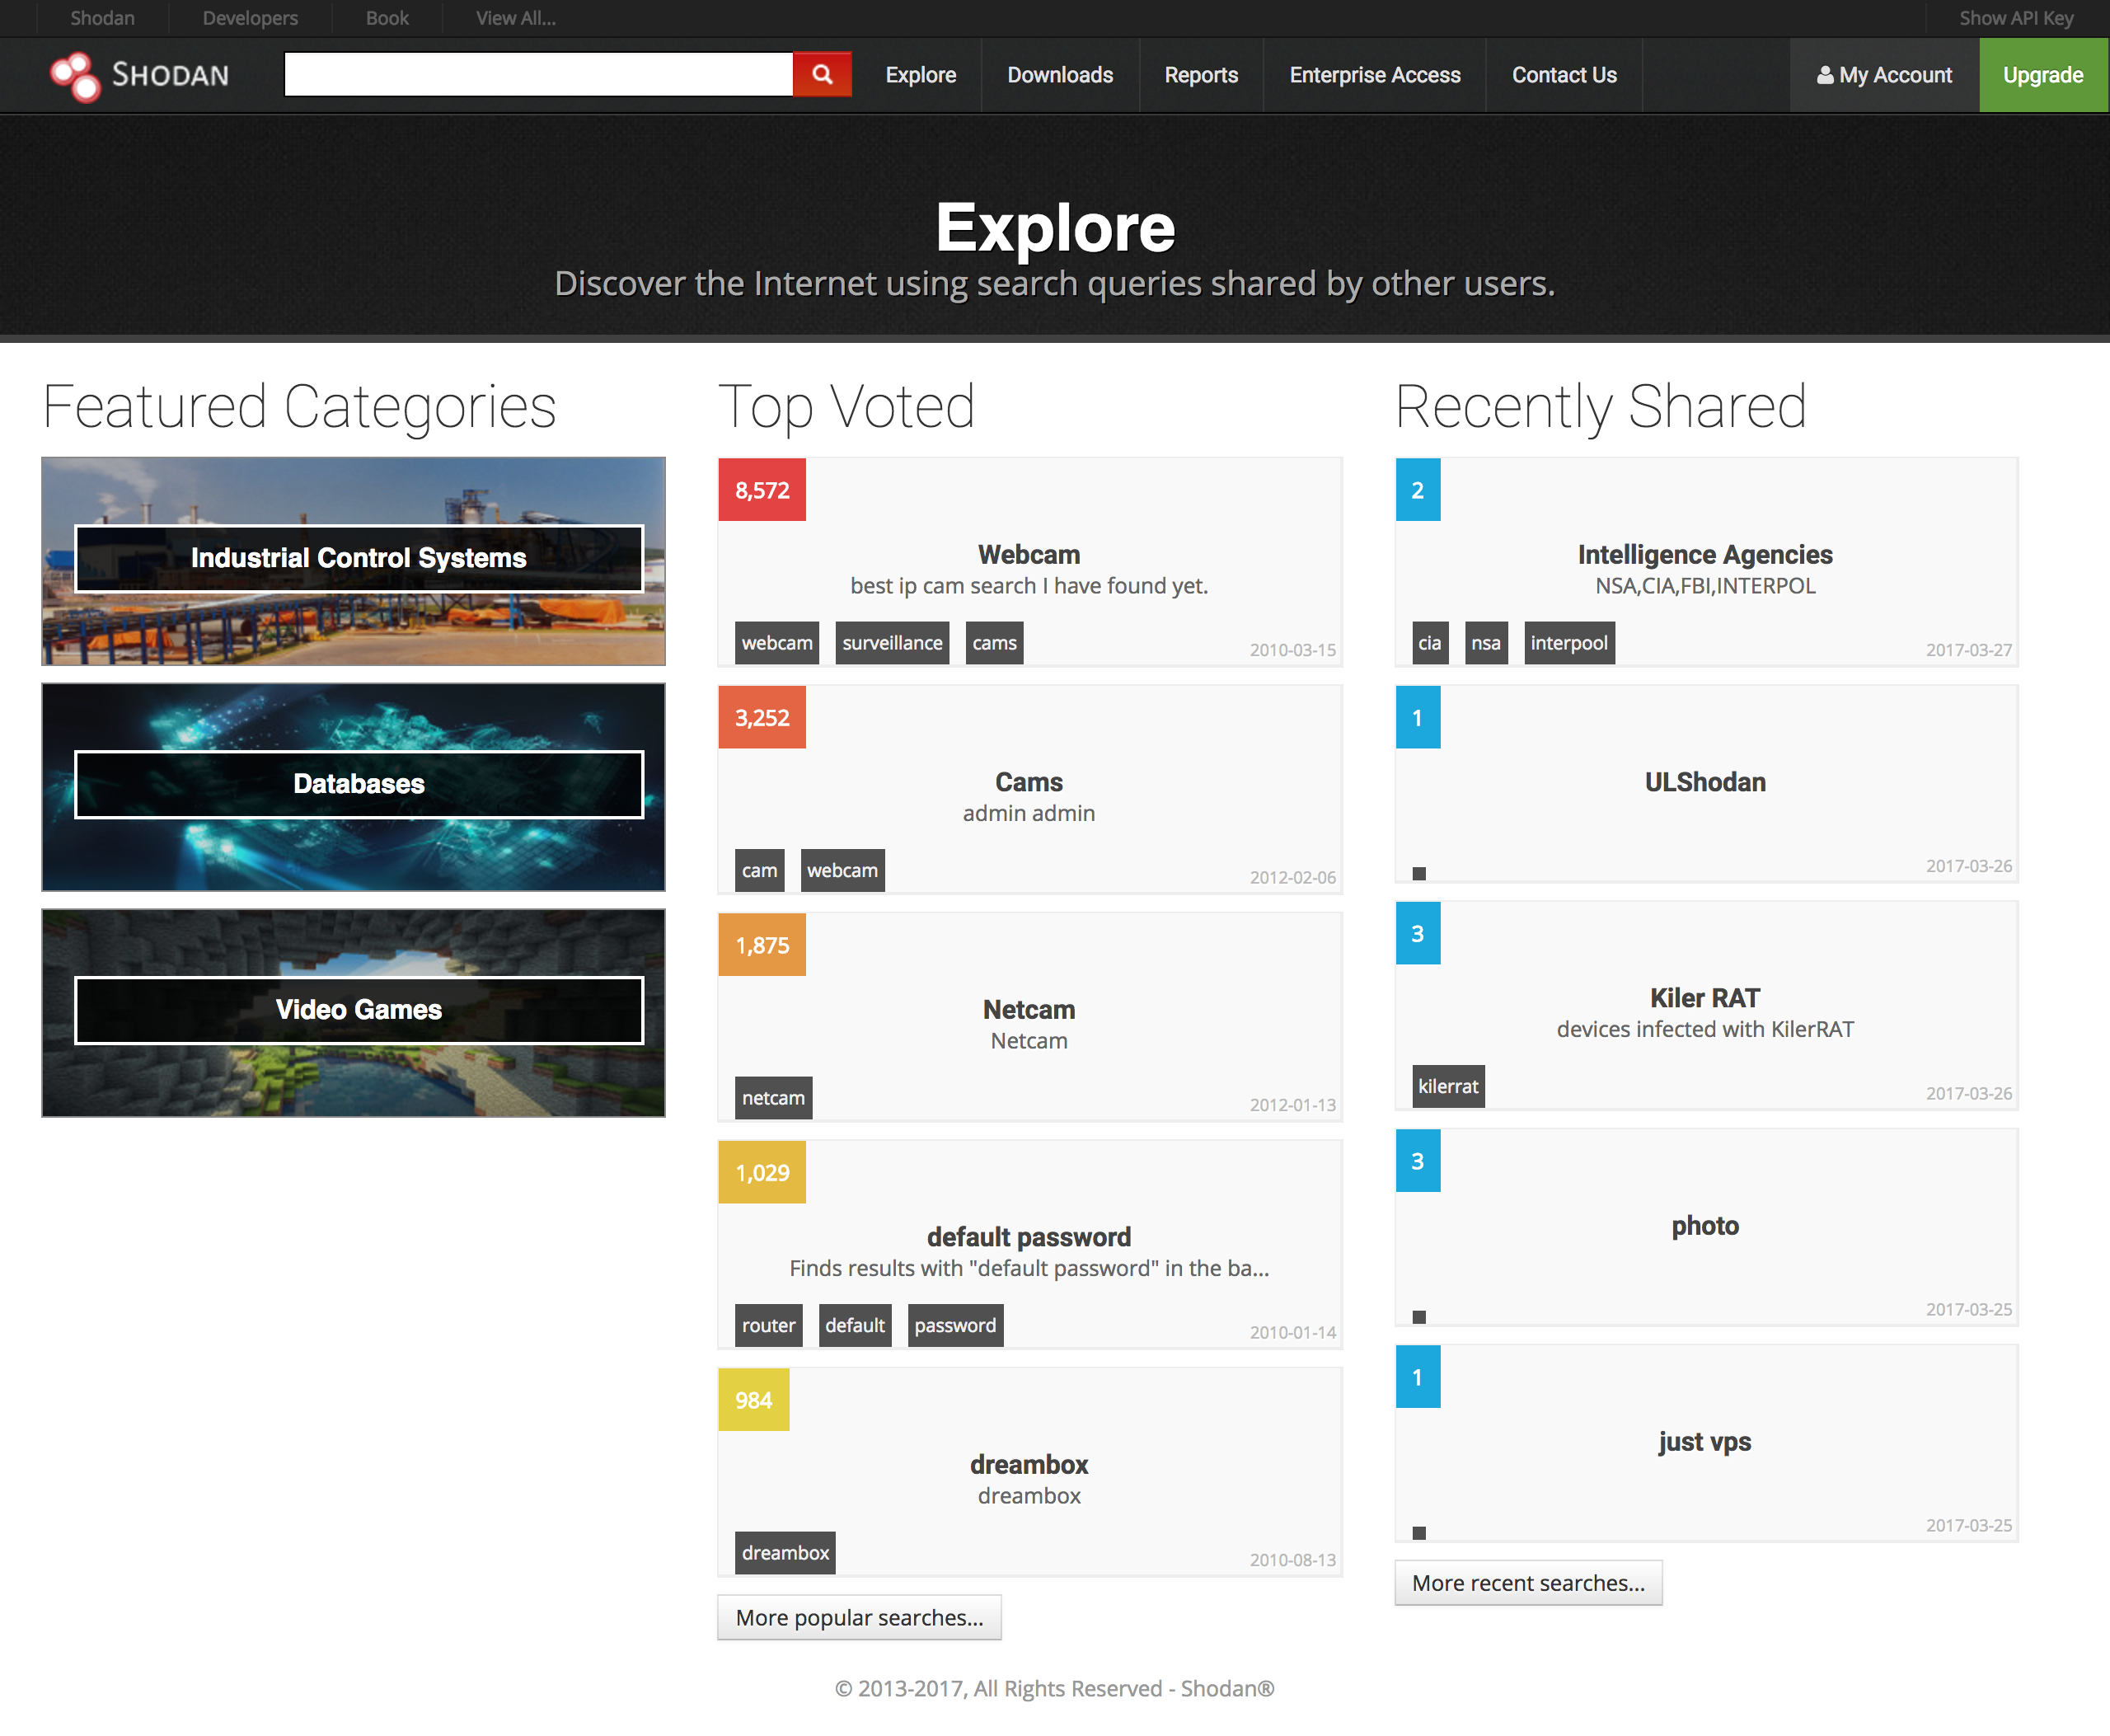 Shodan
Developers
Book
View All...
Show API Key
SHODAN
Explore
Downloads
Reports
Enterprise Access
Contact Us
My Account
Upgrade
Explore
Discover the Internet using search queries shared by other users.
Featured Categories
Industrial Control Systems
Databases
Video Games
Top Voted
8,572
Webcam
best ip cam search I have found yet.
webcam surveillance cams
2010-03-15
3,252
Cams
admin admin
cam webcam
2012-02-06
1,875
Netcam
Netcam
netcam
2012-01-13
1,029
default password
Finds results with "default password" in the ba...
router default password
2010-01-14
984
dreambox
dreambox
dreambox
2010-08-13
More popular searches...
Recently Shared
2
Intelligence Agencies
NSA,CIA,FBI,INTERPOL
cia nsa interpool
2017-03-27
1
ULShodan
2017-03-26
3
Kiler RAT
devices infected with KilerRAT
kilerrat
2017-03-26
3
photo
2017-03-25
1
just vps
2017-03-25
More recent searches...
© 2013-2017, All Rights Reserved - Shodan®